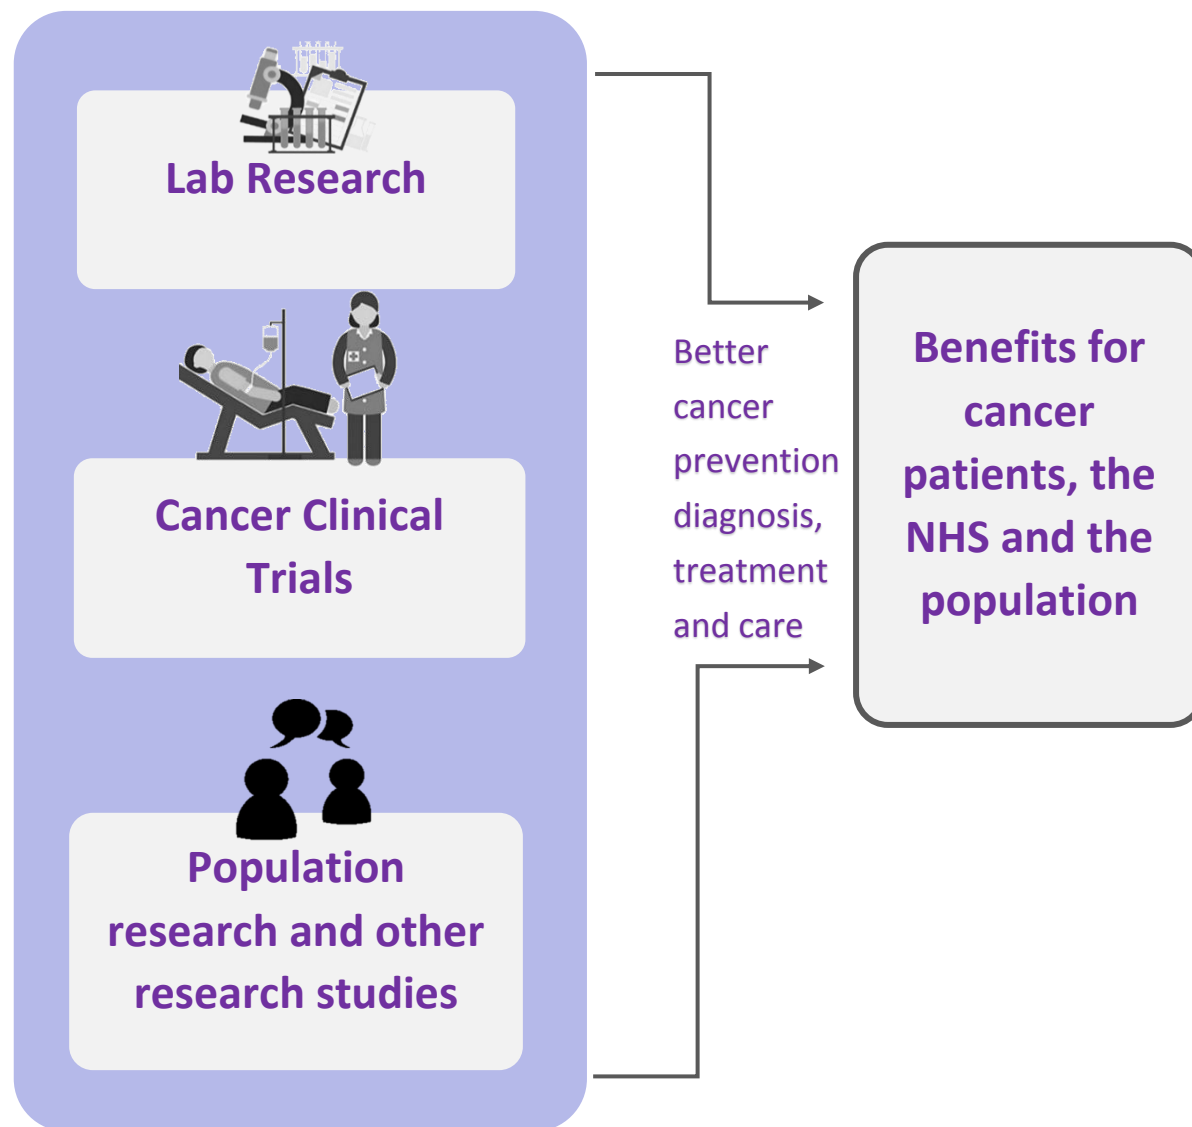 Lab Research
Cancer Clinical
Trials
Population
research and other
research studies
Better
cancer
prevention
diagnosis,
treatment
and care
Benefits for
cancer
patients, the
NHS and the
population